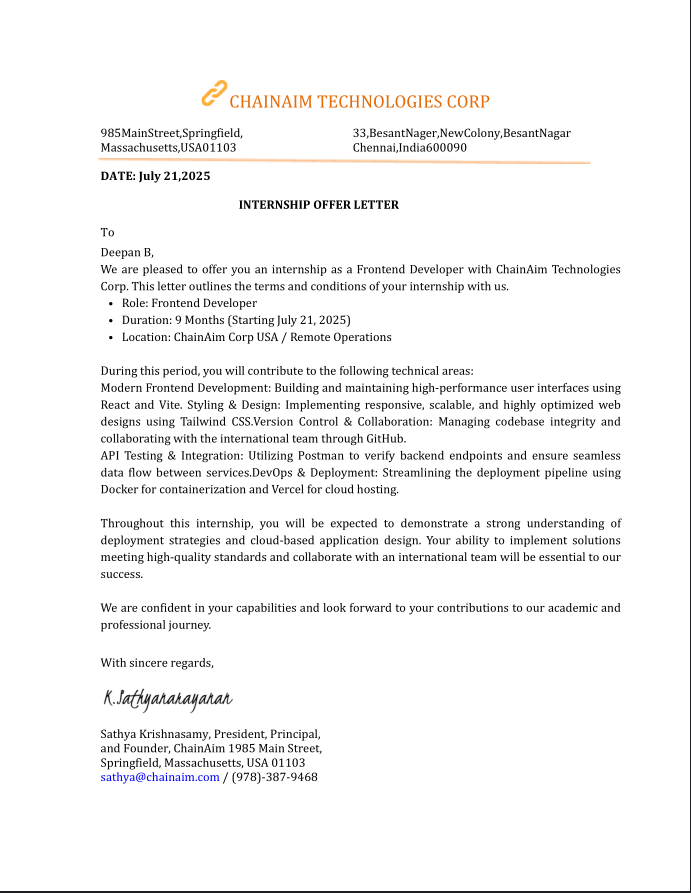 CHAINAIM TECHNOLOGIES CORP
985MainStreet,Springfield,
Massachusetts,USA01103
33,BesantNager,NewColony,BesantNagar
Chennai,India600090
DATE: July 21,2025
INTERNSHIP OFFER LETTER
To
Deepan B,
We are pleased to offer you an internship as a Frontend Developer with ChainAim Technologies
Corp. This letter outlines the terms and conditions of your internship with us.
• Role: Frontend Developer
• Duration: 9 Months (Starting July 21, 2025)
• Location: ChainAim Corp USA / Remote Operations
During this period, you will contribute to the following technical areas:
Modern Frontend Development: Building and maintaining high-performance user interfaces using
React and Vite. Styling & Design: Implementing responsive, scalable, and highly optimized web
designs using Tailwind CSS.Version Control & Collaboration: Managing codebase integrity and
collaborating with the international team through GitHub.
API Testing & Integration: Utilizing Postman to verify backend endpoints and ensure seamless
data flow between services.DevOps & Deployment: Streamlining the deployment pipeline using
Docker for containerization and Vercel for cloud hosting.
Throughout this internship, you will be expected to demonstrate a strong understanding of
deployment strategies and cloud-based application design. Your ability to implement solutions
meeting high-quality standards and collaborate with an international team will be essential to our
success.
We are confident in your capabilities and look forward to your contributions to our academic and
professional journey.
With sincere regards,
K.Sathyanarayanan
Sathya Krishnasamy, President, Principal,
and Founder, ChainAim 1985 Main Street,
Springfield, Massachusetts, USA 01103
sathya@chainaim.com / (978)-387-9468